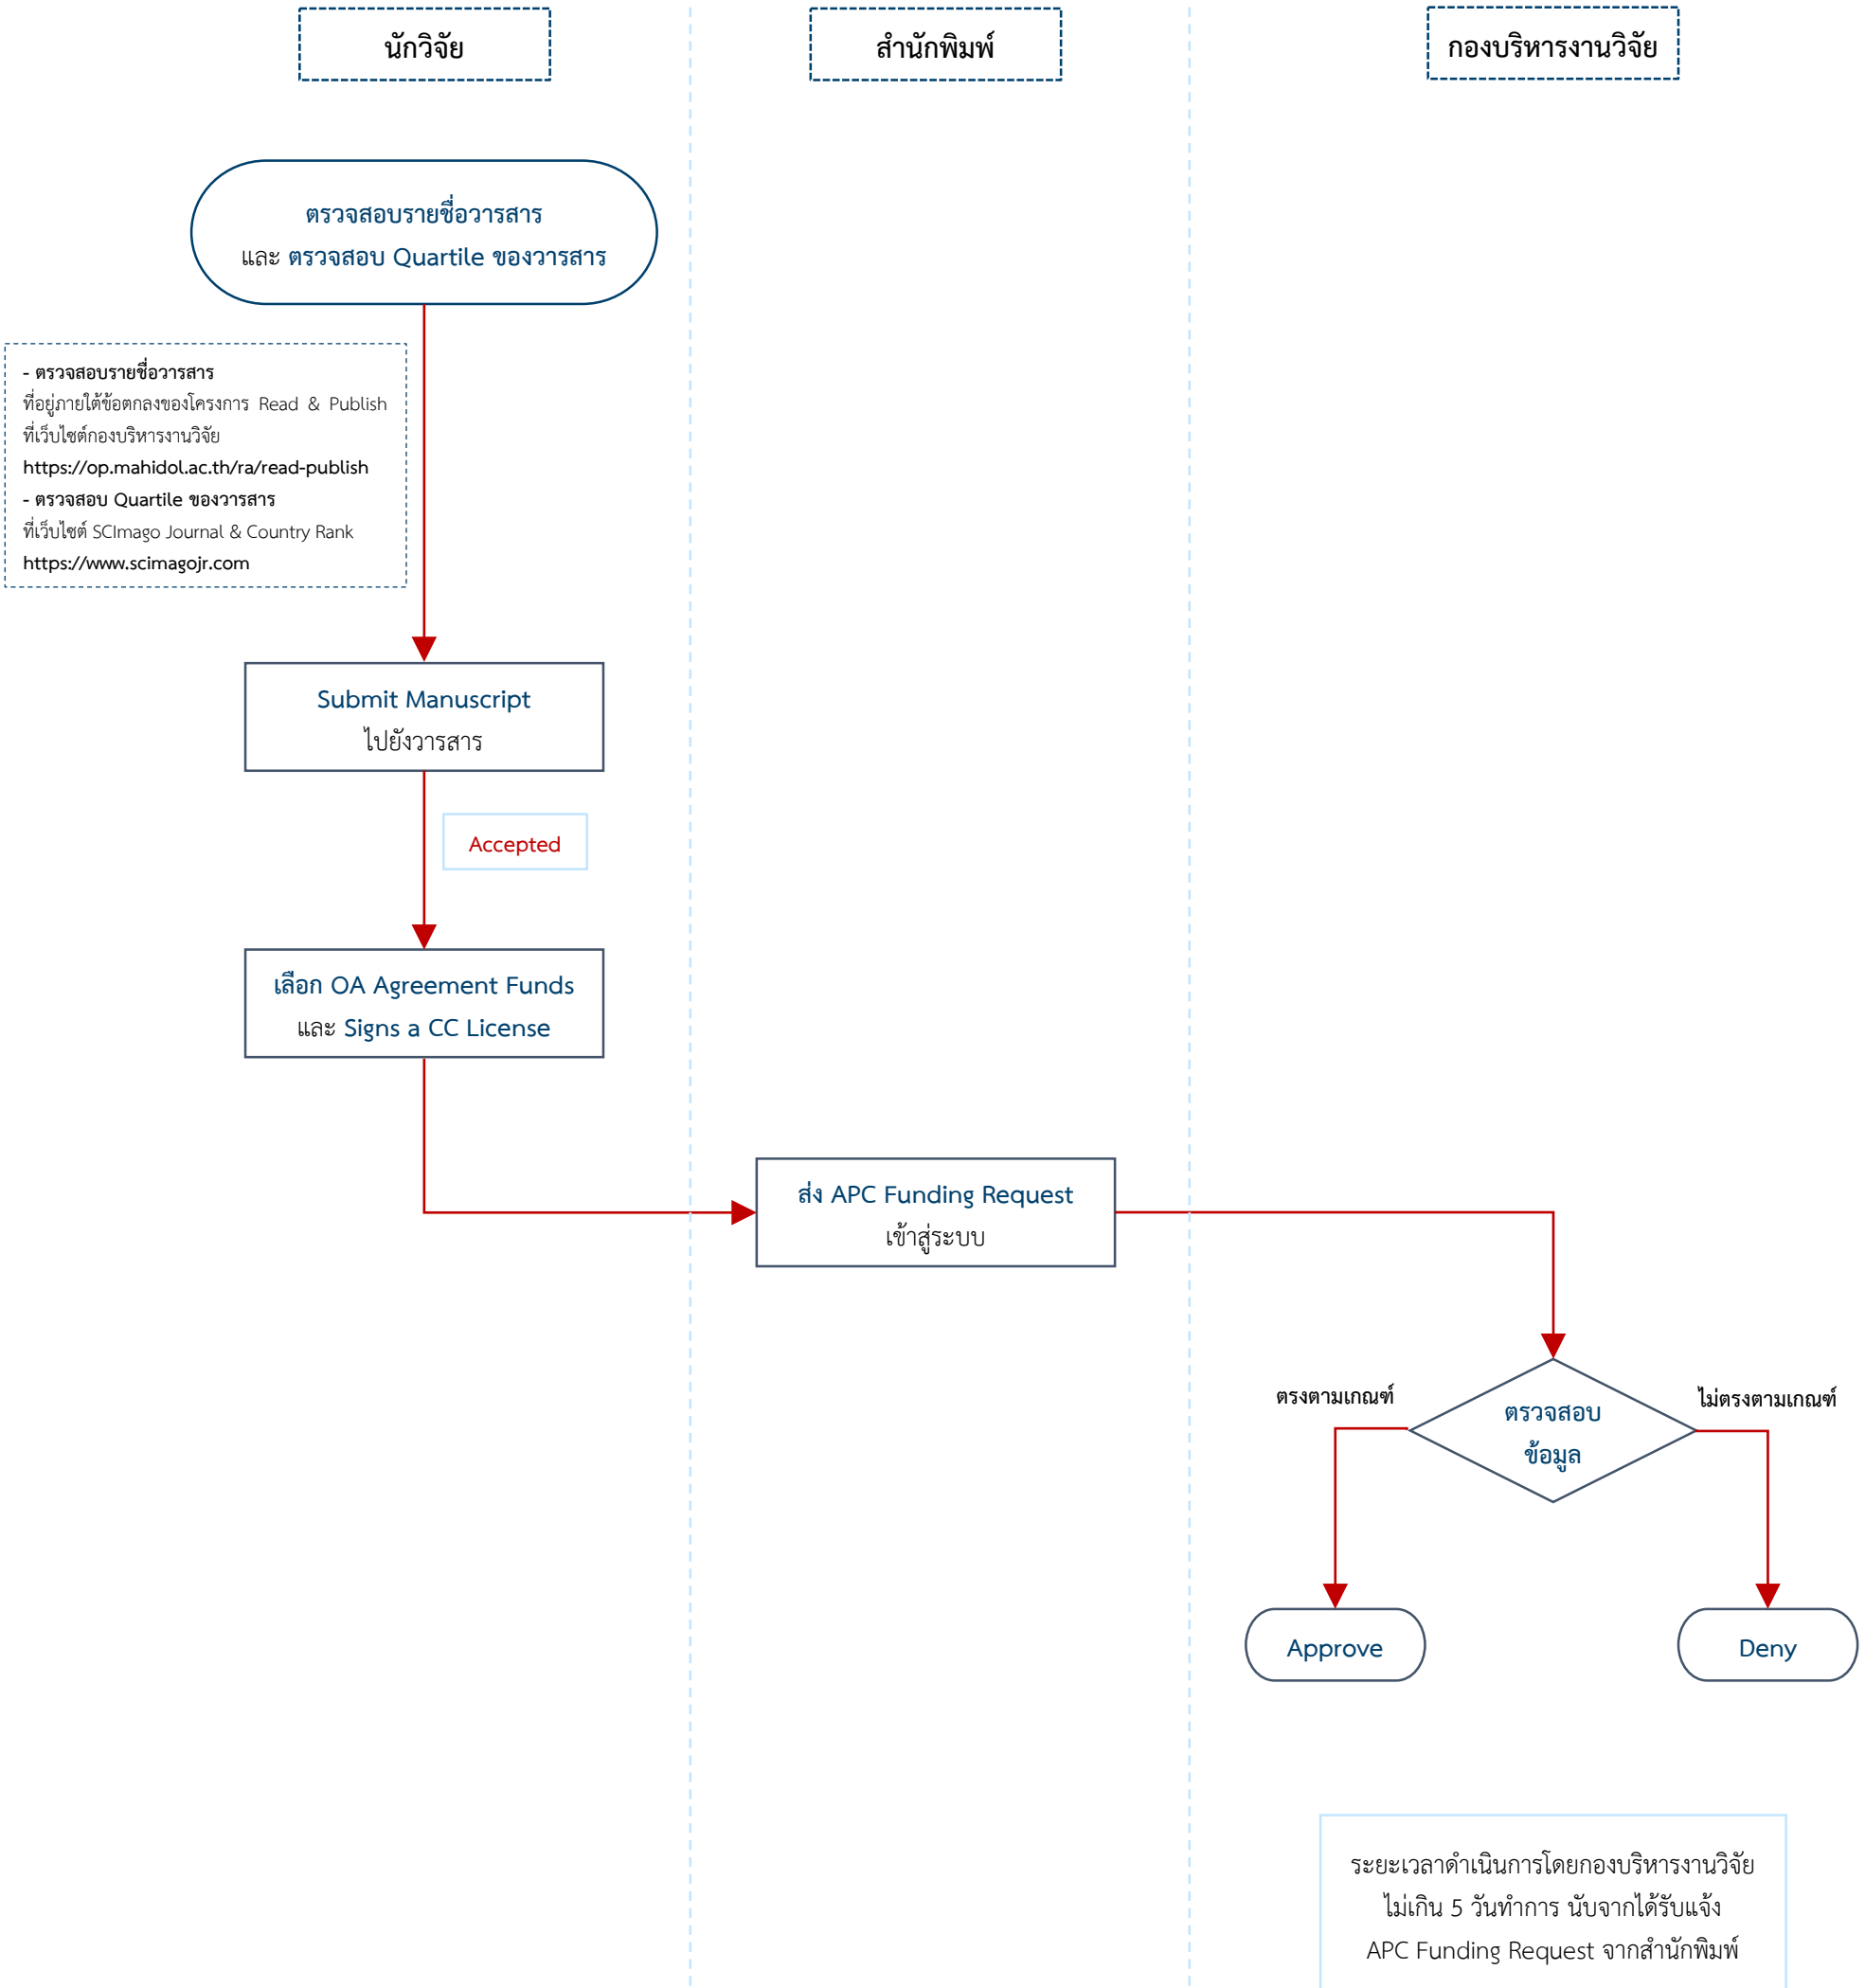 นักวิจัย
สำนักพิมพ์
กองบริหารงานวิจัย
ตรวจสอบรายชื่อวารสาร
และ ตรวจสอบ Quartile ของวารสาร
- ตรวจสอบรายชื่อวารสาร
ที่อยู่ภายใต้ข้อตกลงของโครงการ Read & Publish
ที่เว็บไซต์กองบริหารงานวิจัย
https://op.mahidol.ac.th/ra/read-publish
- ตรวจสอบ Quartile ของวารสาร
ที่เว็บไซต์ SCImago Journal & Country Rank
https://www.scimagojr.com
Submit Manuscript
ไปยังวารสาร
Accepted
เลือก OA Agreement Funds
และ Signs a CC License
ส่ง APC Funding Request
เข้าสู่ระบบ
ตรงตามเกณฑ์
ไม่ตรงตามเกณฑ์
ตรวจสอบ
ข้อมูล
Approve
Deny
ระยะเวลาดำเนินการโดยกองบริหารงานวิจัย
ไม่เกิน 5 วันทำการ นับจากได้รับแจ้ง
APC Funding Request จากสำนักพิมพ์